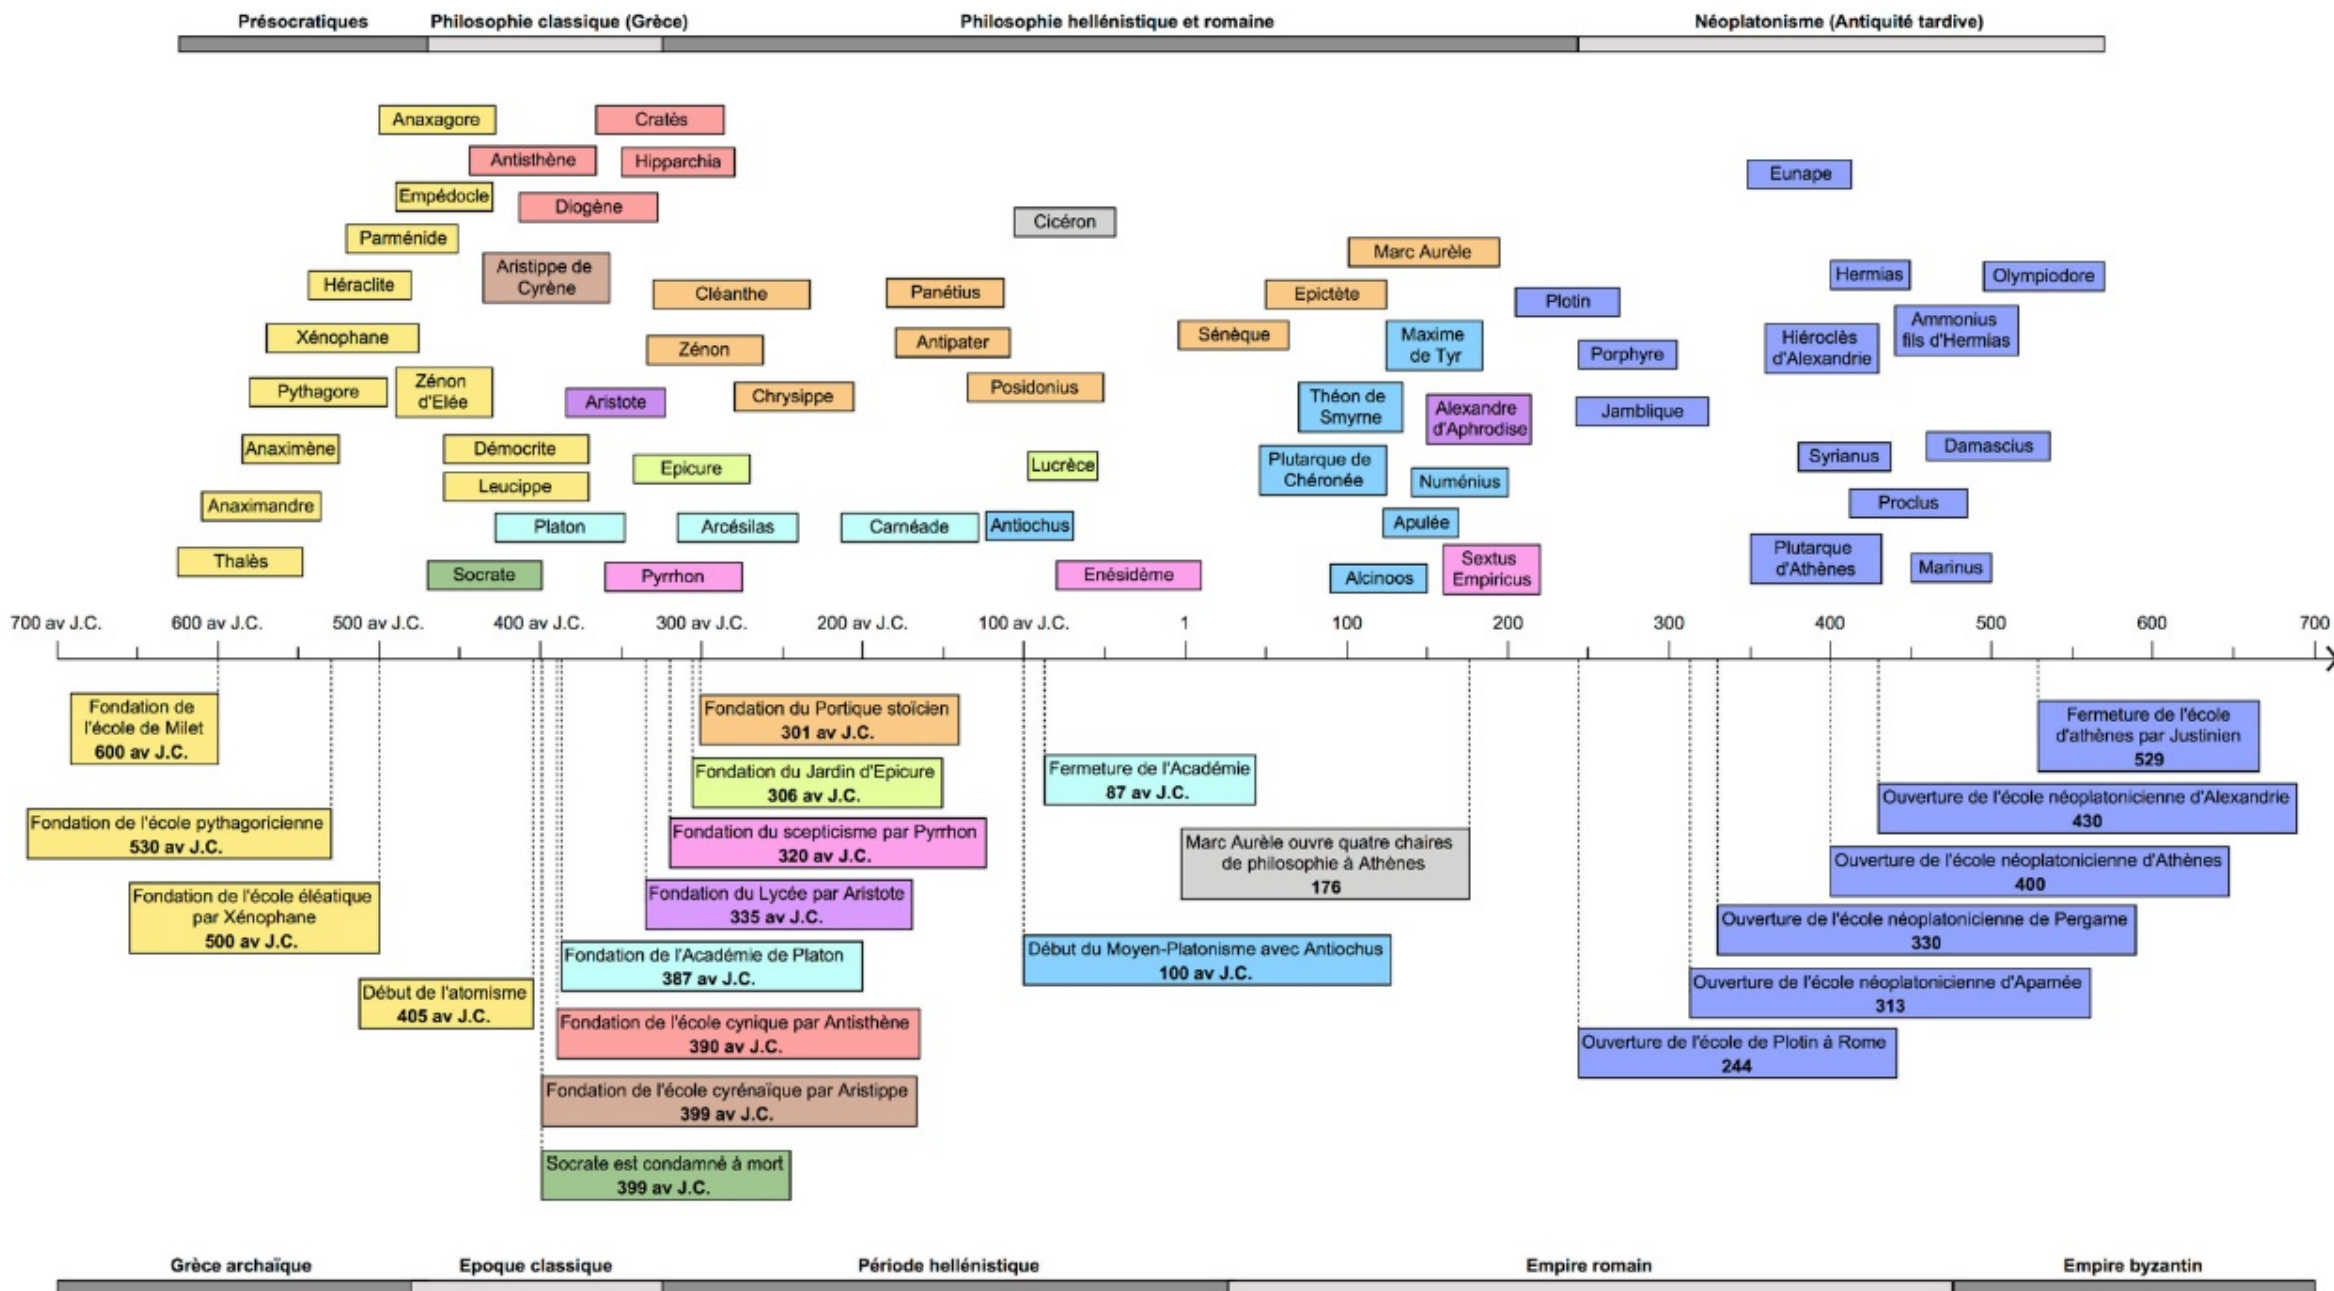 Présocratiques
Philosophie classique (Grèce)
Philosophie hellénistique et romaine
Néoplatonisme (Antiquité tardive)
Anaxagore
Cratès
Antisthène
Hipparchia
Eunape
Empédocle
Diogène
Cicéron
Parménide
Marc Aurèle
Aristippe de
Cyrène
Héraclite
Cléanthe
Panétius
Epictète
Plotin
Hermias
Olympiodore
Xénophane
Zénon
Antipater
Sénèque
Maxime
de Tyr
Porphyre
Hiéroclès
d'Alexandrie
Ammonius
fils d'Hermias
Pythagore
Zénon
d'Elée
Aristote
Chrysippe
Posidonius
Théon de
Smyrne
Alexandre
d'Aphrodise
Jamblique
Anaximène
Démocrite
Epicure
Lucrèce
Plutarque de
Chéronée
Numénius
Syrianus
Damascius
Leucippe
Anaximandre
Platon
Arcésilas
Carnéade
Antiochus
Apulée
Proclus
Thalès
Socrate
Pyrrhon
Enésidème
Alcinoos
Sextus
Empiricus
Plutarque
d'Athènes
Marinus
700 av J.C.
600 av J.C.
500 av J.C.
400 av J.C.
300 av J.C.
200 av J.C.
100 av J.C.
1
100
200
300
400
500
600
700
Fondation de
l'école de Milet
600 av J.C.
Fondation du Portique stoïcien
301 av J.C.
Fermeture de l'école
d'athènes par Justinien
529
Fondation du Jardin d'Epicure
306 av J.C.
Fermeture de l'Académie
87 av J.C.
Ouverture de l'école néoplatonicienne d'Alexandrie
430
Fondation de l'école pythagoricienne
530 av J.C.
Fondation du scepticisme par Pyrrhon
320 av J.C.
Marc Aurèle ouvre quatre chaires
de philosophie à Athènes
176
Ouverture de l'école néoplatonicienne d'Athènes
400
Fondation de l'école éléatique
par Xénophane
500 av J.C.
Fondation du Lycée par Aristote
335 av J.C.
Ouverture de l'école néoplatonicienne de Pergame
330
Fondation de l'Académie de Platon
387 av J.C.
Début du Moyen-Platonisme avec Antiochus
100 av J.C.
Ouverture de l'école néoplatonicienne d'Apamée
313
Début de l'atomisme
405 av J.C.
Fondation de l'école cynique par Antisthène
390 av J.C.
Ouverture de l'école de Plotin à Rome
244
Fondation de l'école cyrénaïque par Aristippe
399 av J.C.
Socrate est condamné à mort
399 av J.C.
Grèce archaïque
Epoque classique
Période hellénistique
Empire romain
Empire byzantin